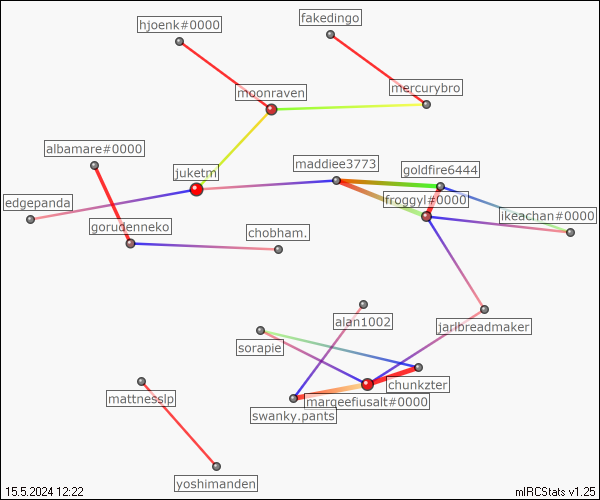 fakedingo
hjoenk#0000
mercurybro
moonraven
albamare#0000
maddiee3773
goldfire6444
juketm
edgepanda
froggyl#0000
ikeachan#0000
gorudenneko
chobham.
alan1002
jarlbreadmaker
sorapie
chunkzter
mattnesslp
margeefiusalt#0000
swanky.pants
yoshimanden
15.5.2024 12:22
mIRCStats v1.25